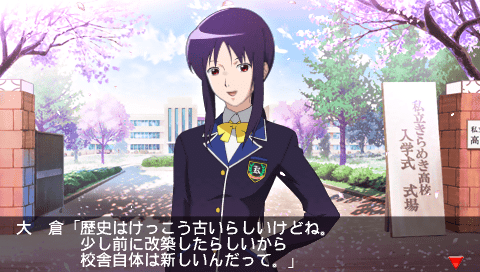 私立きらめき高校
入学式 式場
私
高
大 倉「歴史はけっこう古いらしいけどね。
少し前に改築したらしいから
校舎自体は新しいんだって。」